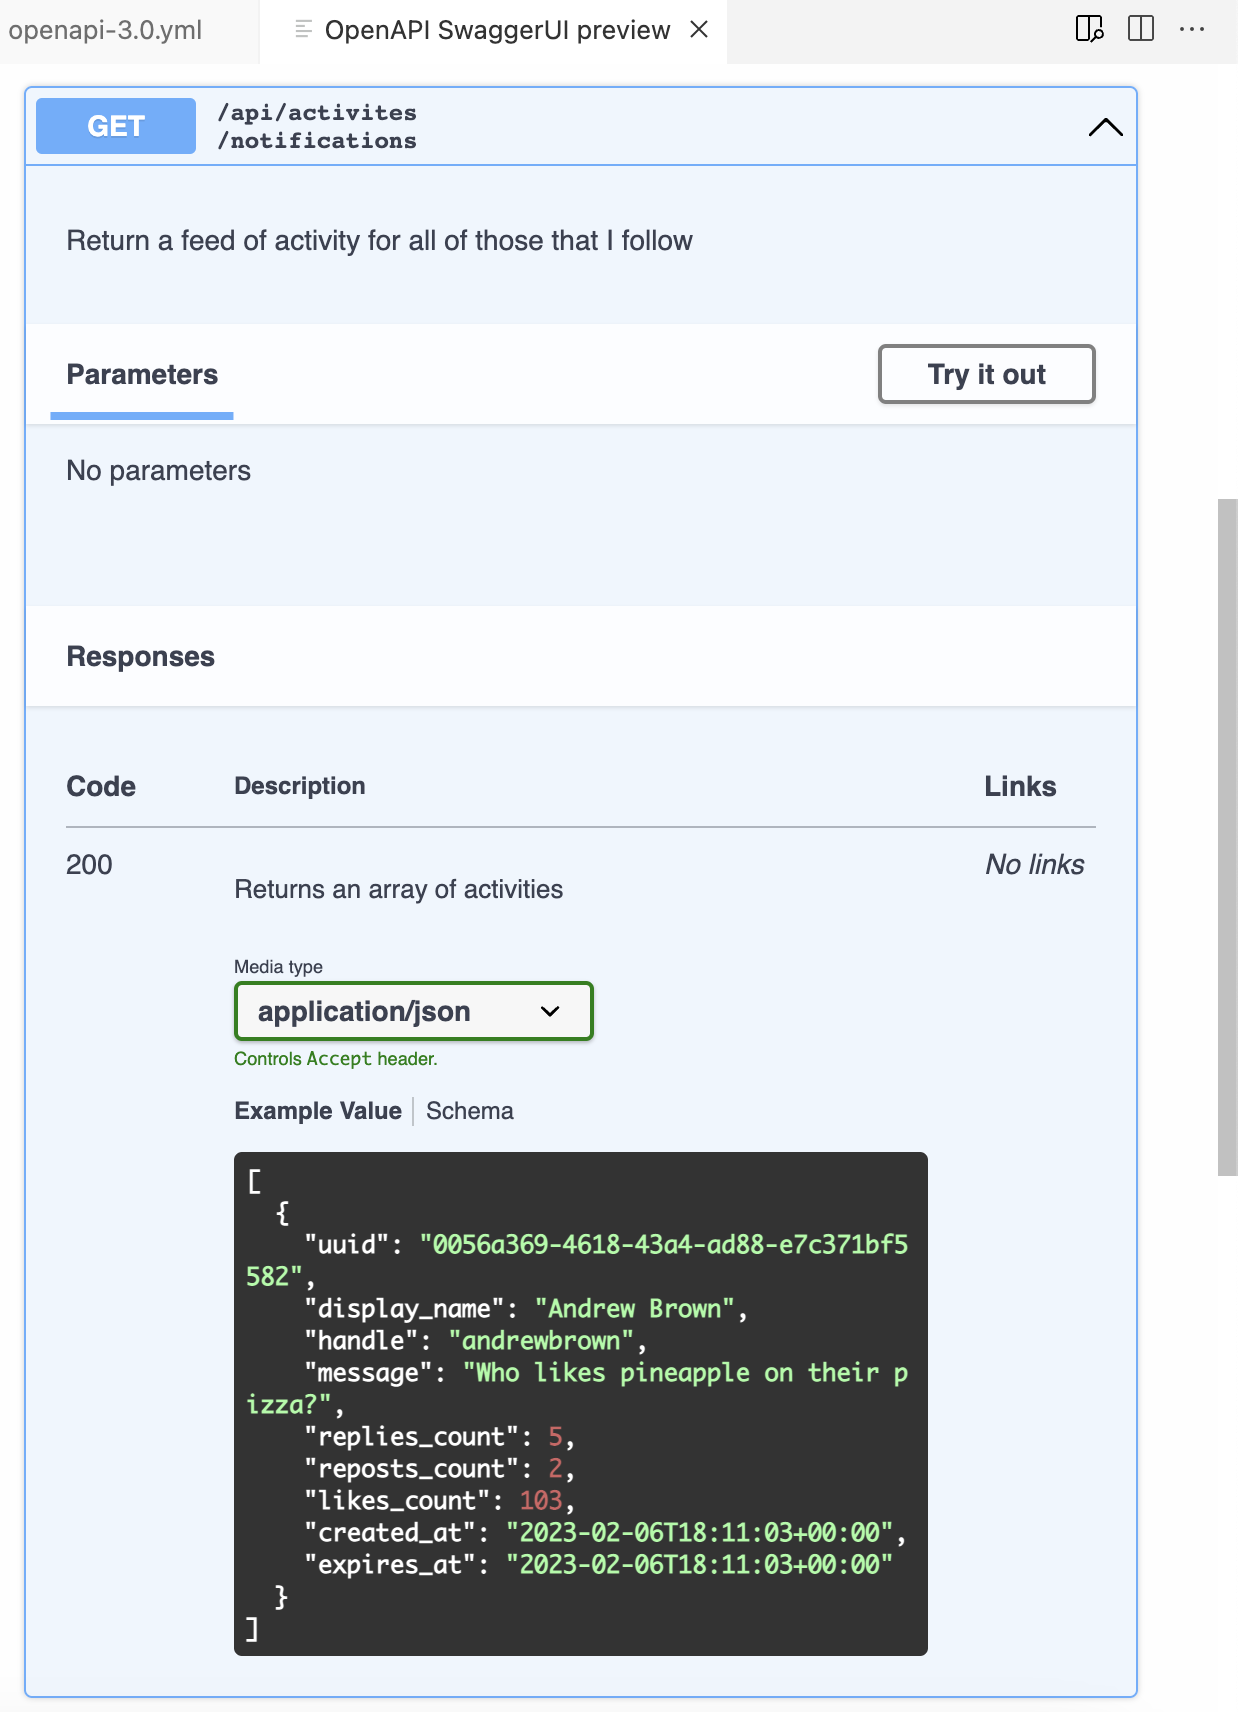 openapi-3.0.yml
OpenAPI SwaggerUI preview
GET
/api/activites
/notifications
Return a feed of activity for all of those that I follow
Parameters
Try it out
No parameters
Responses
Code
Description
Links
200
No links
Returns an array of activities
Media type
application/json
Controls Accept header.
Example Value
Schema
[
{
"uuid": "0056a369-4618-43a4-ad88-e7c371bf5
582",
"display_name": "Andrew Brown",
"handle": "andrewbrown",
"message": "Who likes pineapple on their p
izza?",
"replies_count": 5,
"reposts_count": 2,
"likes_count": 103,
"created_at": "2023-02-06T18:11:03+00:00",
"expires_at": "2023-02-06T18:11:03+00:00"
}
]